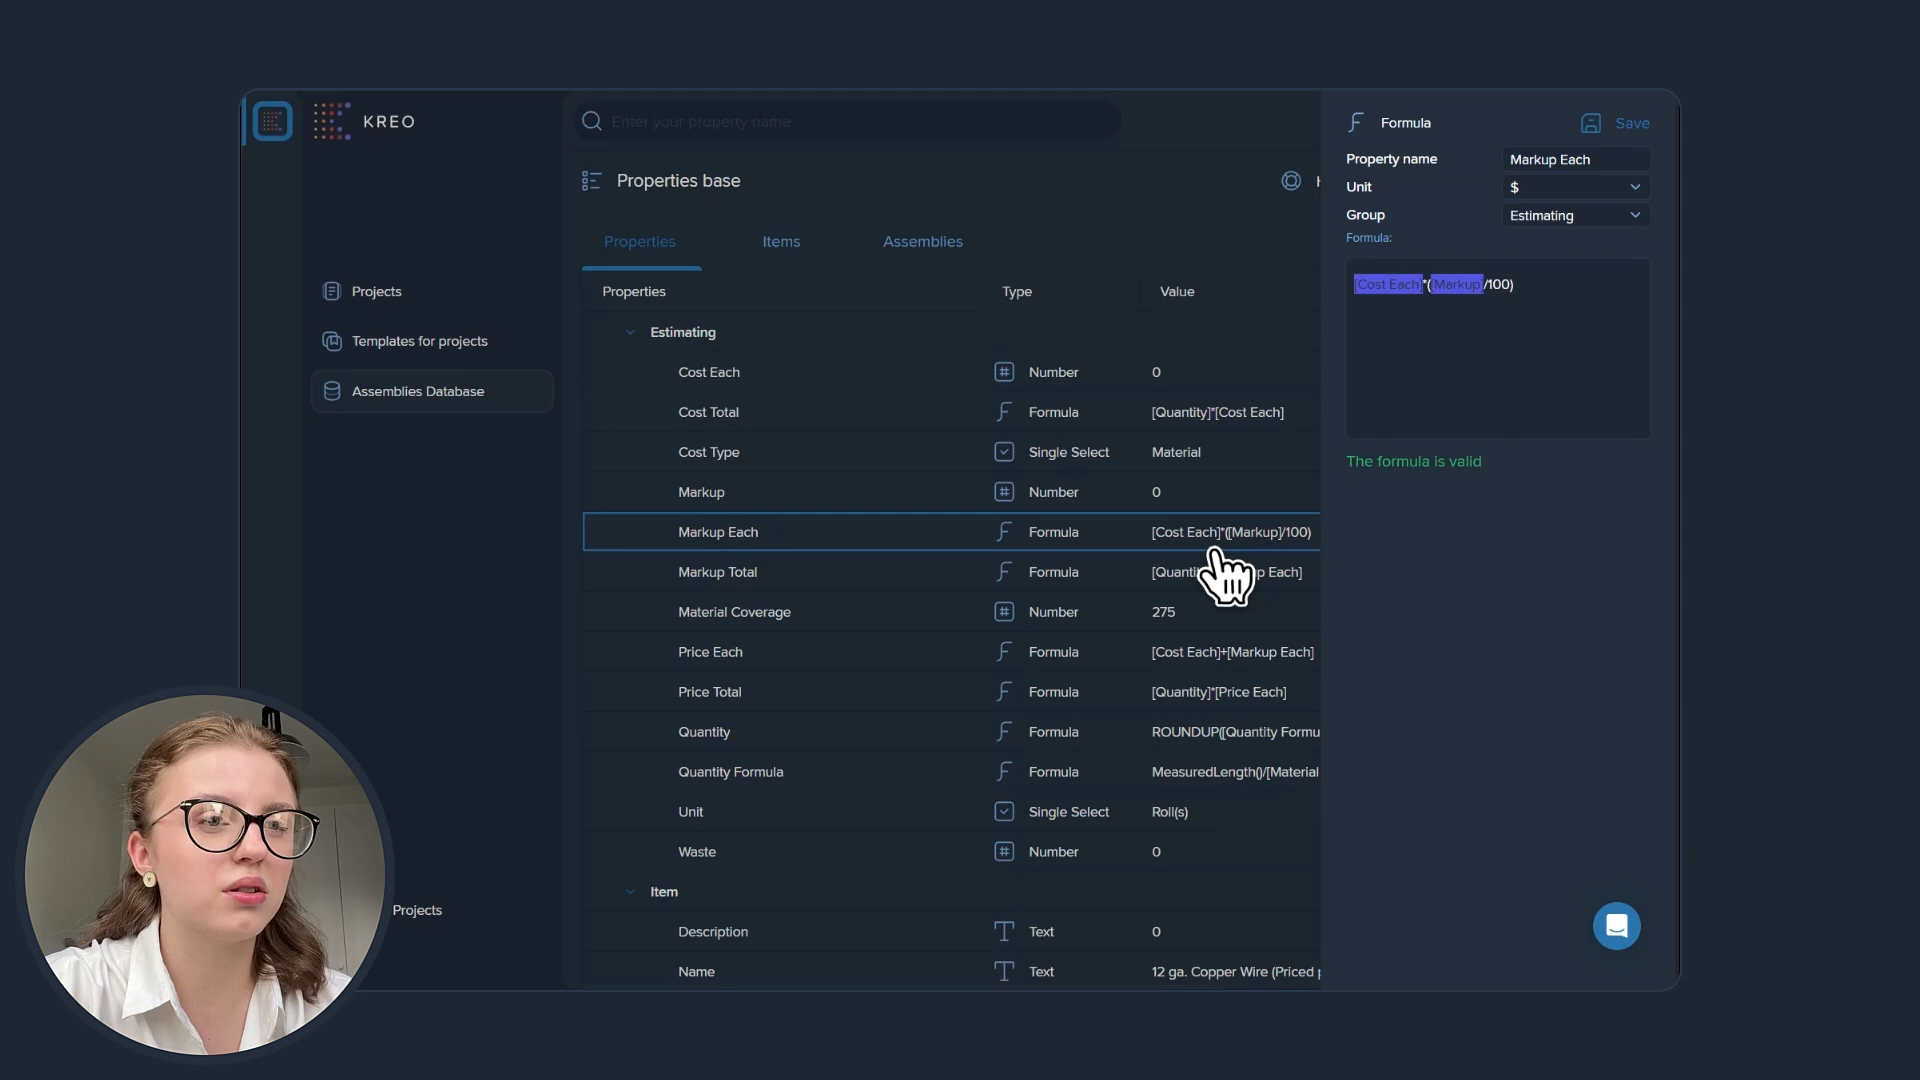 KREO
Enter your property name
Formula
Save
Property name
Markup Each
Unit
$
Group
Estimating
Formula:
[Cost Each]*([Markup]/100)
The formula is valid
Properties base
Properties
Items
Assemblies
Projects
Templates for projects
Assemblies Database
Projects
Properties Type Value
Estimating
Cost Each Number 0
Cost Total Formula [Quantity]*[Cost Each]
Cost Type Single Select Material
Markup Number 0
Markup Each Formula [Cost Each]*([Markup]/100)
Markup Total Formula Each]
Material Coverage Number 275
Price Each Formula [Cost Each]+[Markup Each]
Price Total Formula [Quantity]*[Price Each]
Quantity Formula ROUNDUP([Quantity Formu
Quantity Formula Formula MeasuredLength()/[Material
Unit Single Select Roll(s)
Waste Number 0
Item
Description Text 0
Name Text 12 ga. Copper Wire (Priced